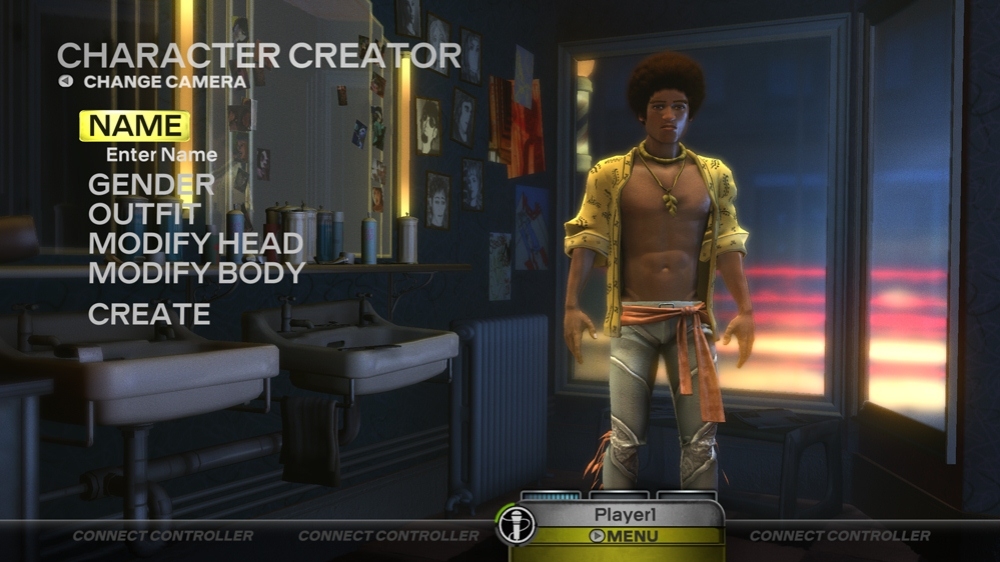 CHARACTER CREATOR
CHANGE CAMERA
NAME
Enter Name
GENDER
OUTFIT
MODIFY HEAD
MODIFY BODY
CREATE
Player1
CONNECT CONTROLLER CONNECT CONTROLLER MENU CONNECT CONTROLLER